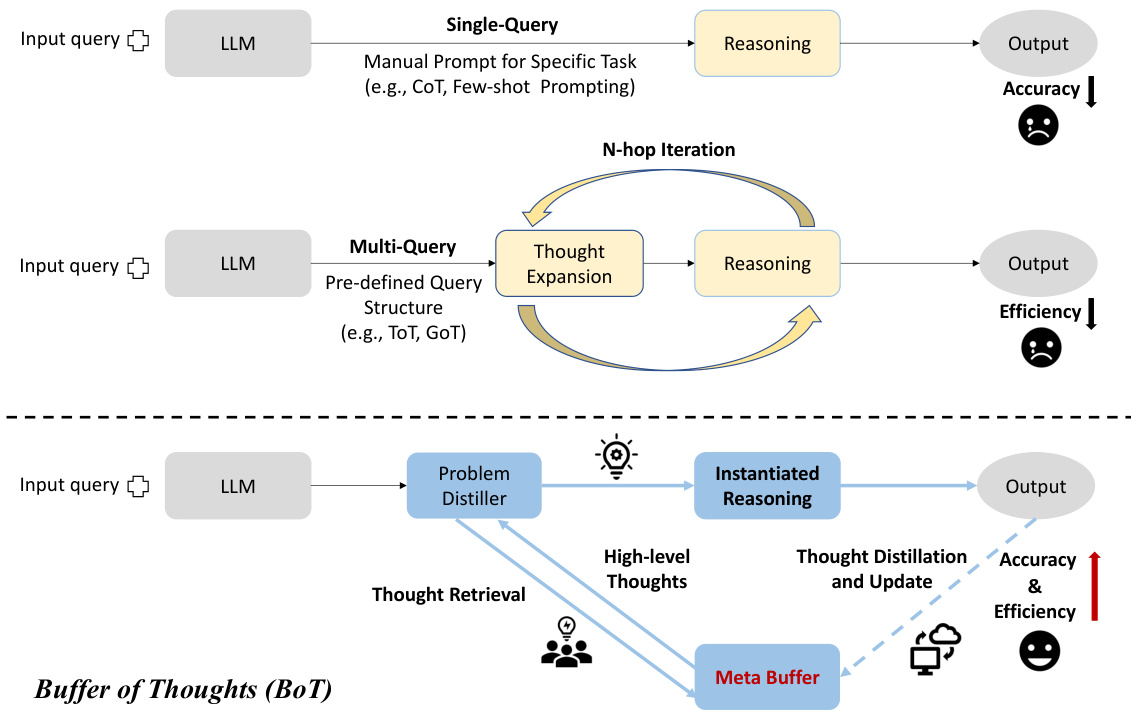 Single-Query
Input query
LLM
Reasoning
Output
Manual Prompt for Specific Task
(e.g., CoT, Few-shot Prompting)
Accuracy
N-hop Iteration
Input query
LLM
Multi-Query
Thought
Expansion
Reasoning
Output
Pre-defined Query
Structure
(e.g., ToT, GoT)
Efficiency
Input query
LLM
Problem
Distiller
Instantiated
Reasoning
Output
High-level
Thoughts
Thought Distillation
and Update
Accuracy
&
Efficiency
Thought Retrieval
Meta Buffer
Buffer of Thoughts (BoT)